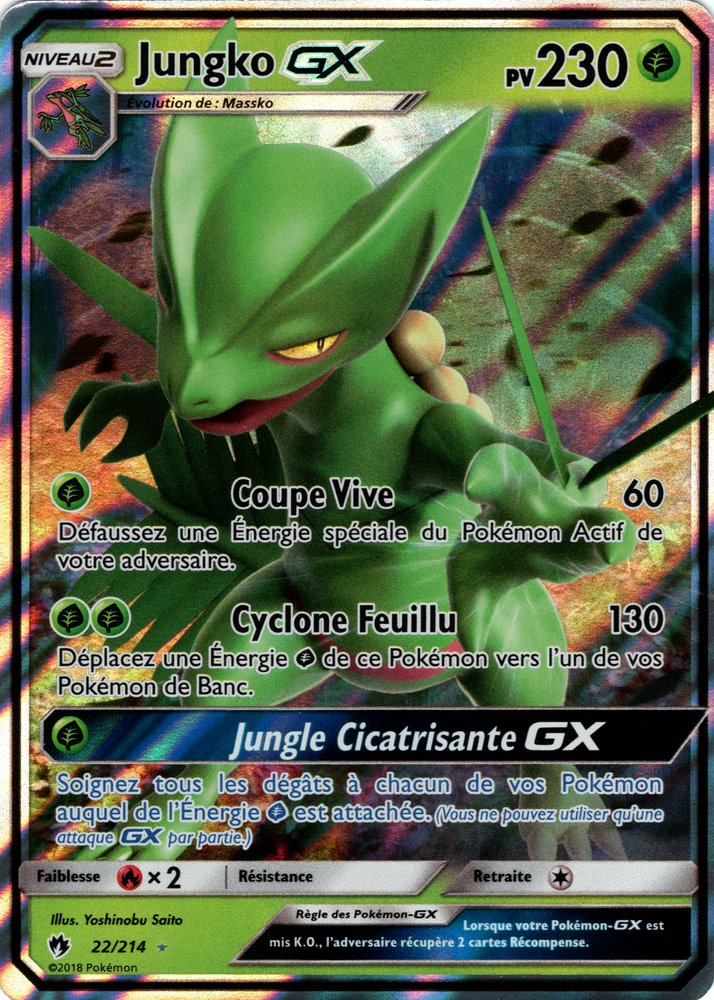 NIVEAU 2
Jungko GX
PV 230
Évolution de : Massko
Coupe Vive 60
Défaussez une Énergie spéciale du Pokémon Actif de
votre adversaire.
Cyclone Feuillu 130
Déplacez une Énergie de ce Pokémon vers l'un de vos
Pokémon de Banc.
Jungle Cicatrisante GX
Soignez tous les dégâts à chacun de vos Pokémon
auquel de l'Énergie est attachée. (Vous ne pouvez utiliser qu'une
attaque GX par partie.)
Faiblesse ×2 Résistance Retraite
Illus. Yoshinobu Saito
22/214
©2018 Pokémon
Règle des Pokémon-GX
Lorsque votre Pokémon-GX est
mis K.O., l'adversaire récupère 2 cartes Récompense.